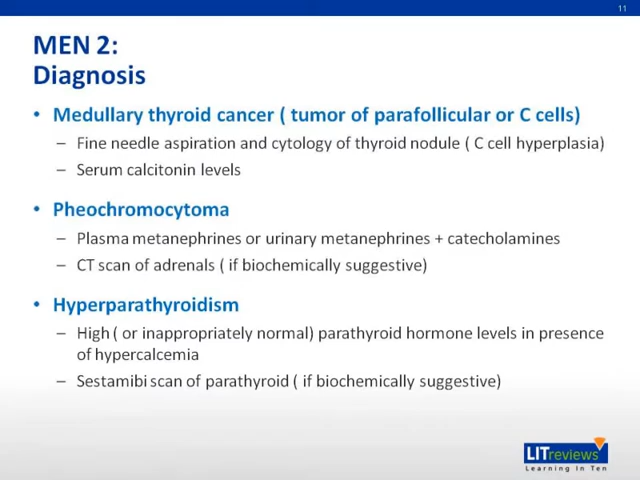 11
MEN 2:
Diagnosis
• Medullary thyroid cancer ( tumor of parafollicular or C cells)
– Fine needle aspiration and cytology of thyroid nodule ( C cell hyperplasia)
– Serum calcitonin levels
• Pheochromocytoma
– Plasma metanephrines or urinary metanephrines + catecholamines
– CT scan of adrenals ( if biochemically suggestive)
• Hyperparathyroidism
– High ( or inappropriately normal) parathyroid hormone levels in presence
of hypercalcemia
– Sestamibi scan of parathyroid ( if biochemically suggestive)
LITreviews
Learning In Ten